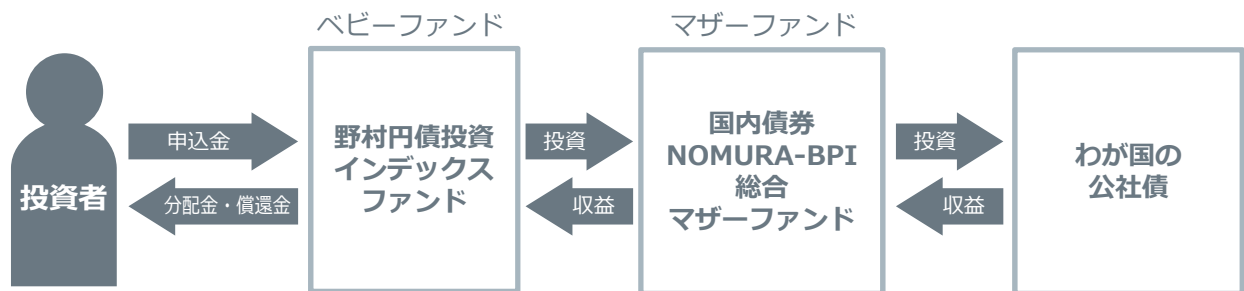 ベビーファンド
マザーファンド
投資者
申込金
分配金・償還金
野村円債投資
インデックス
ファンド
投資
収益
国内債券
NOMURA-BPI
総合
マザーファンド
投資
収益
わが国の
公社債